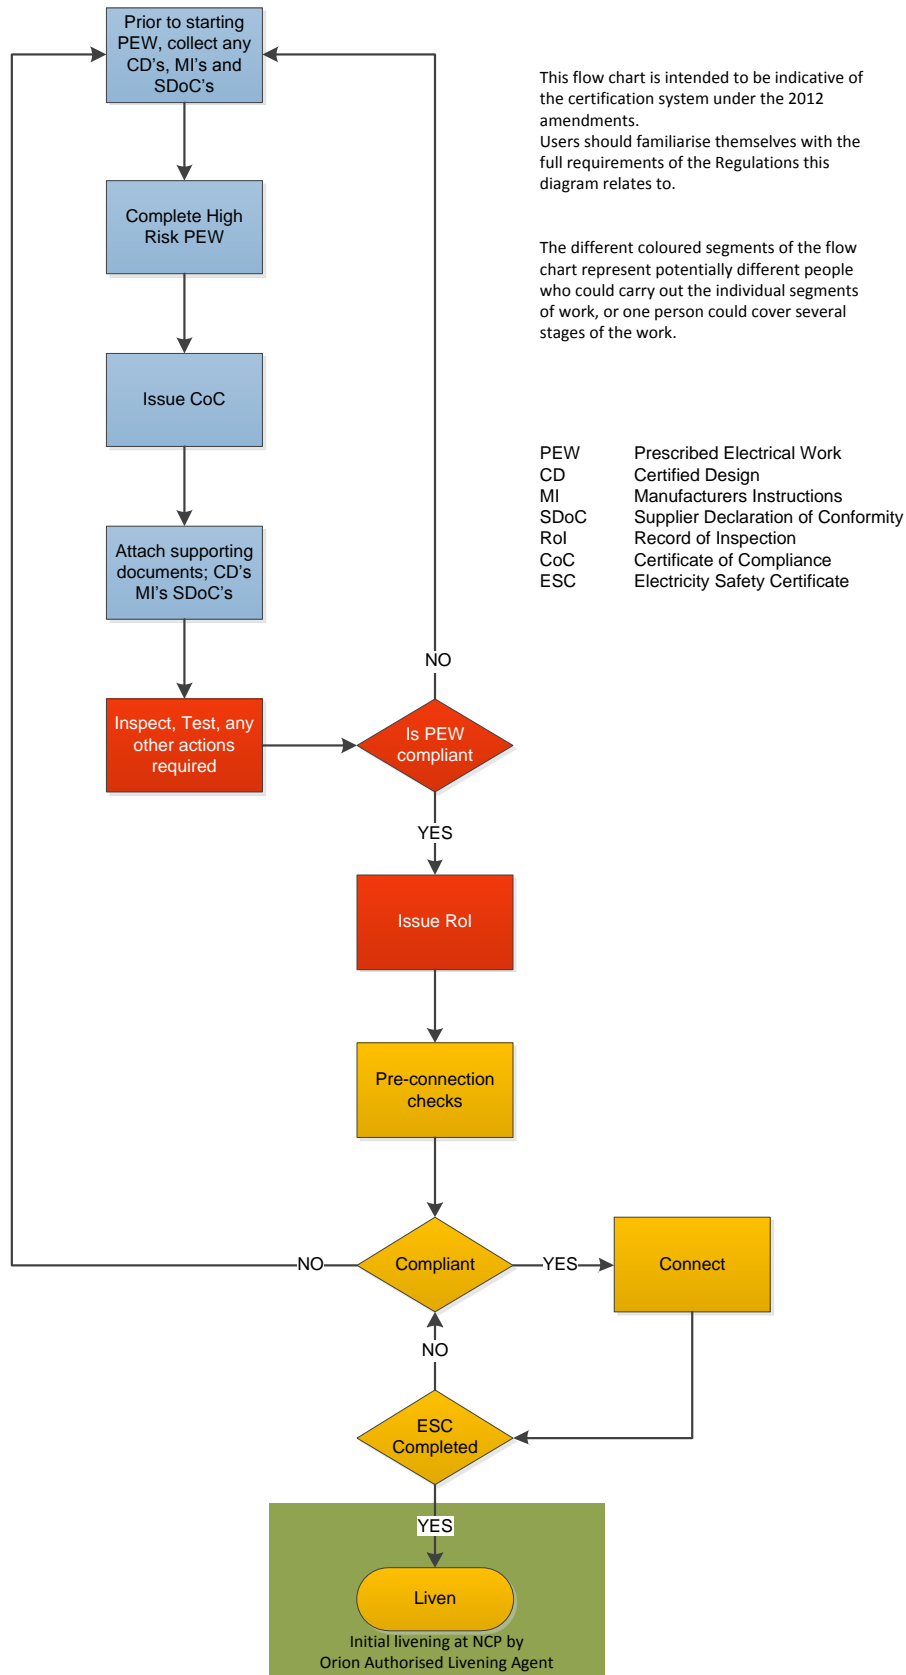 Prior to starting
PEW, collect any
CD's, MI's and
SDoC's
This flow chart is intended to be indicative of
the certification system under the 2012
amendments.
Users should familiarise themselves with the
full requirements of the Regulations this
diagram relates to.
Complete High
Risk PEW
The different coloured segments of the flow
chart represent potentially different people
who could carry out the individual segments
of work, or one person could cover several
stages of the work.
Issue CoC
PEW Prescribed Electrical Work
CD Certified Design
MI Manufacturers Instructions
SDoC Supplier Declaration of Conformity
RoI Record of Inspection
CoC Certificate of Compliance
ESC Electricity Safety Certificate
Attach supporting
documents; CD's
MI's SDoC's
NO
Inspect, Test, any
other actions
required
Is PEW
compliant
YES
Issue RoI
Pre-connection
checks
NO
Compliant
YES
Connect
NO
ESC
Completed
YES
Liven
Initial livening at NCP by
Orion Authorised Livening Agent